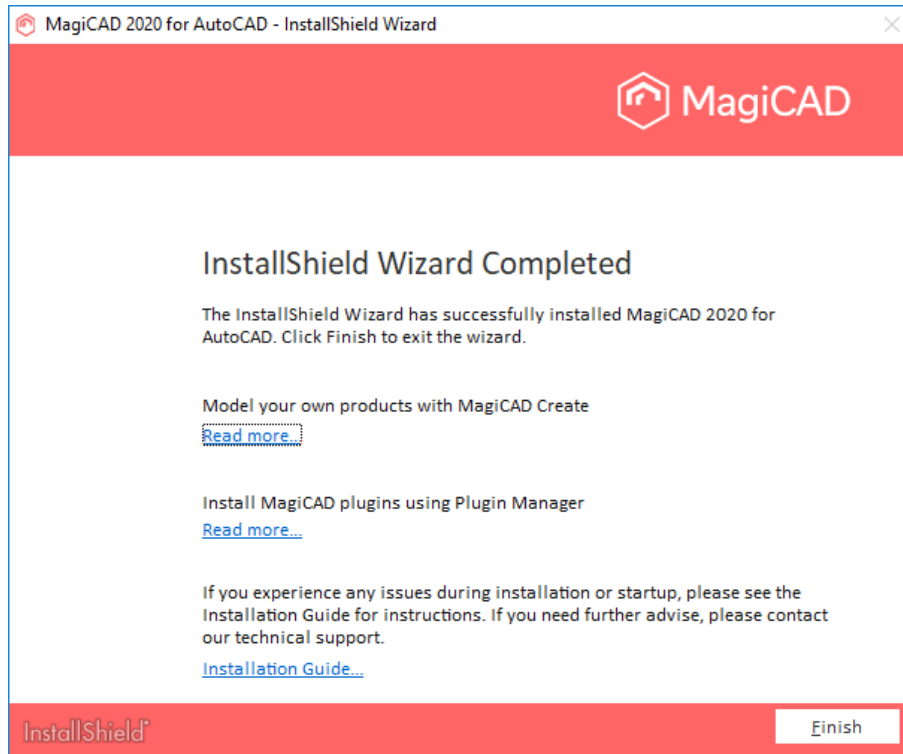 MagiCAD 2020 for AutoCAD - InstallShield Wizard
MagiCAD
InstallShield Wizard Completed
The InstallShield Wizard has successfully installed MagiCAD 2020 for
AutoCAD. Click Finish to exit the wizard.
Model your own products with MagiCAD Create
Read more...
Install MagiCAD plugins using Plugin Manager
Read more...
If you experience any issues during installation or startup, please see the
Installation Guide for instructions. If you need further advise, please contact
our technical support.
Installation Guide...
InstallShield
Finish